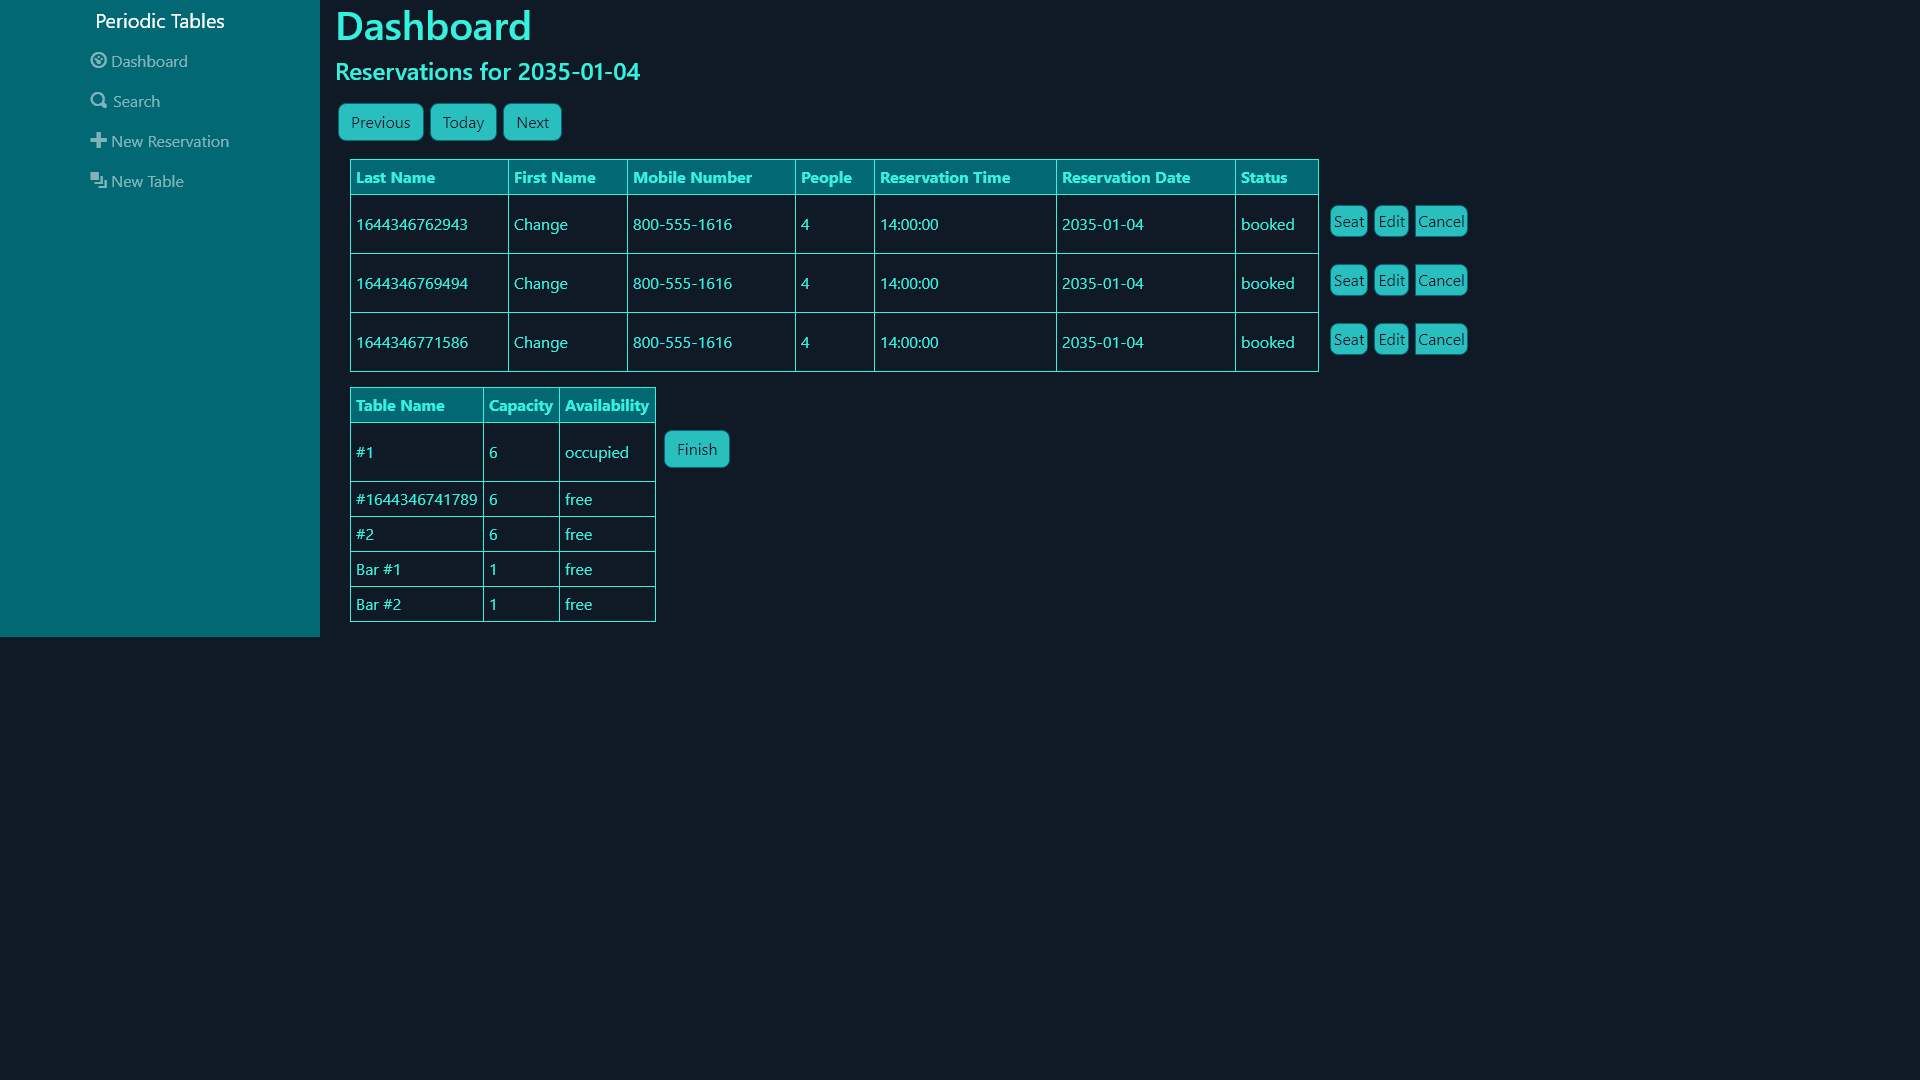 Periodic Tables
Dashboard
Search
New Reservation
New Table
Dashboard
Reservations for 2035-01-04
Previous Today Next
Last Name First Name Mobile Number People Reservation Time Reservation Date Status
1644346762943 Change 800-555-1616 4 14:00:00 2035-01-04 booked Seat Edit Cancel
1644346769494 Change 800-555-1616 4 14:00:00 2035-01-04 booked Seat Edit Cancel
1644346771586 Change 800-555-1616 4 14:00:00 2035-01-04 booked Seat Edit Cancel
Table Name Capacity Availability
#1 6 occupied Finish
#1644346741789 6 free
#2 6 free
Bar #1 1 free
Bar #2 1 free